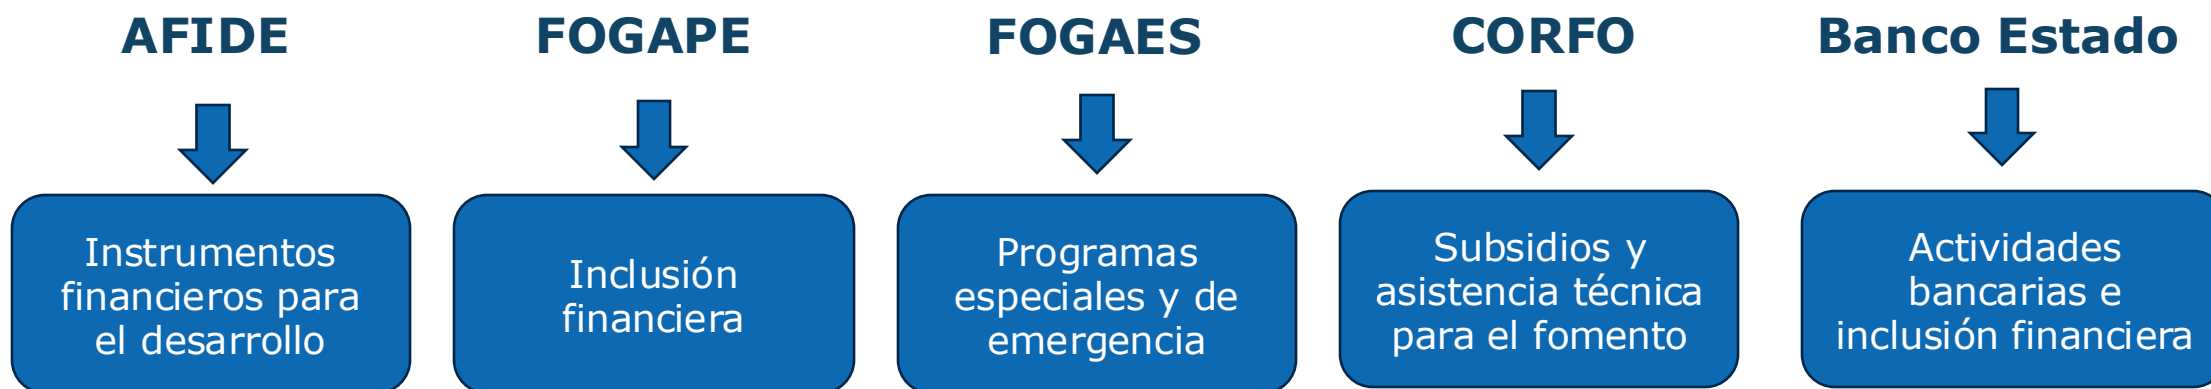 AFIDE
FOGAPE
FOGAES
CORFO
Banco Estado
Instrumentos
financieros para
el desarrollo
Inclusión
financiera
Programas
especiales y de
emergencia
Subsidios y
asistencia técnica
para el fomento
Actividades
bancarias e
inclusión financiera